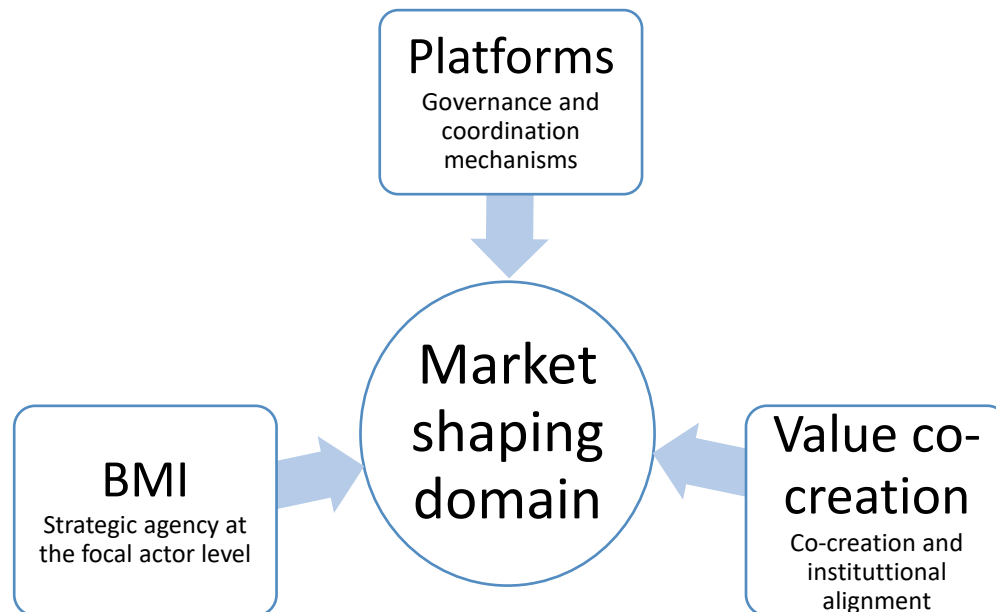 Platforms
Governance and
coordination
mechanisms
Market
shaping
domain
BMI
Strategic agency at
the focal actor level
Value co-
creation
Co-creation and
instituttional
alignment